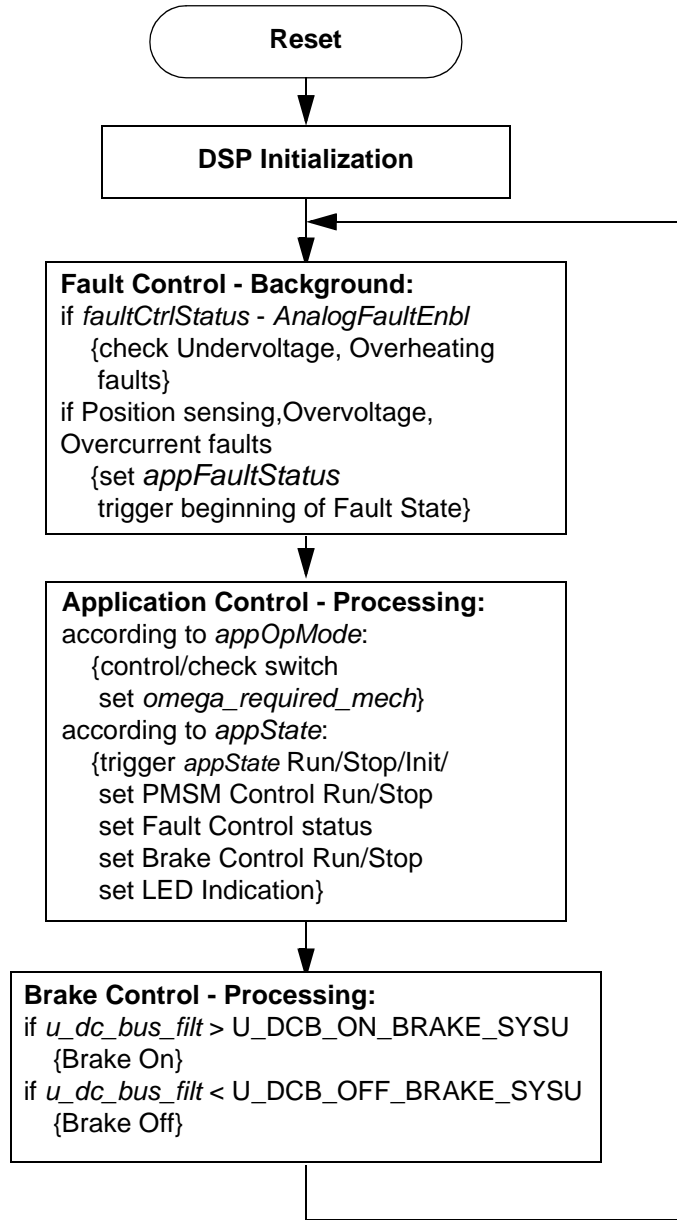 Reset
DSP Initialization
Fault Control - Background:
if faultCtrlStatus - AnalogFaultEnbl
{check Undervoltage, Overheating
faults}
if Position sensing,Overvoltage,
Overcurrent faults
{set appFaultStatus
trigger beginning of Fault State}
Application Control - Processing:
according to appOpMode:
{control/check switch
set omega_required_mech}
according to appState:
{trigger appState Run/Stop/Init/
set PMSM Control Run/Stop
set Fault Control status
set Brake Control Run/Stop
set LED Indication}
Brake Control - Processing:
if u_dc_bus_filt > U_DCB_ON_BRAKE_SYSU
{Brake On}
if u_dc_bus_filt < U_DCB_OFF_BRAKE_SYSU
{Brake Off}